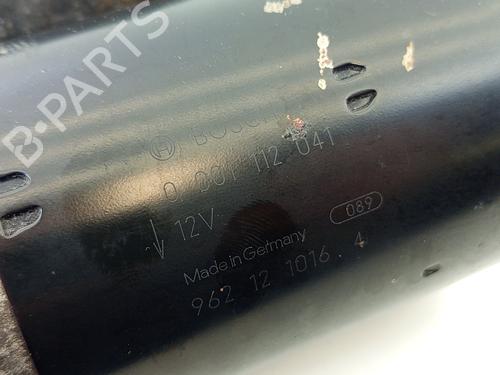 B-PARTS
BOSCH
0 001 112 041
12V
089
Made in Germany
962 12 1016.4